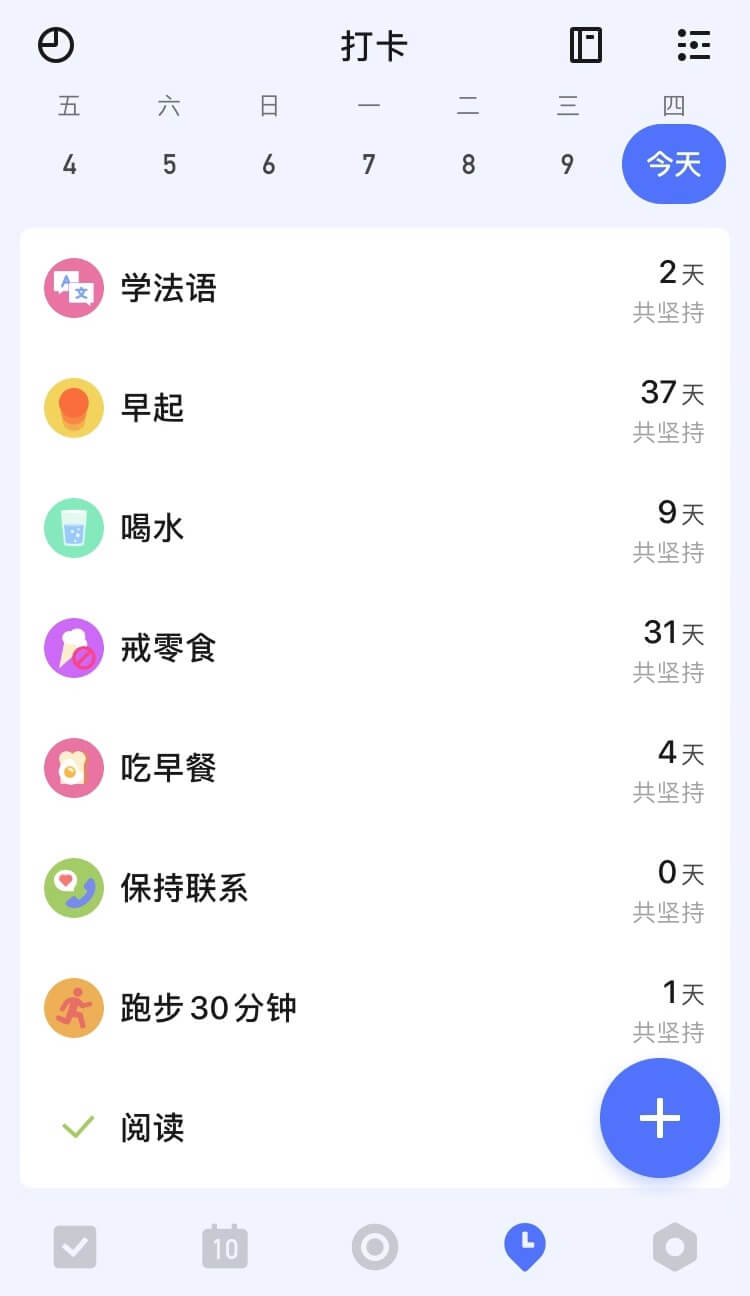 打卡
五 六 日 一 二 三 四
4 5 6 7 8 9 今天
A 文
学法语
2天
共坚持
早起
37天
共坚持
喝水
9天
共坚持
戒零食
31天
共坚持
吃早餐
4天
共坚持
保持联系
0天
共坚持
跑步30分钟
1天
共坚持
阅读
10